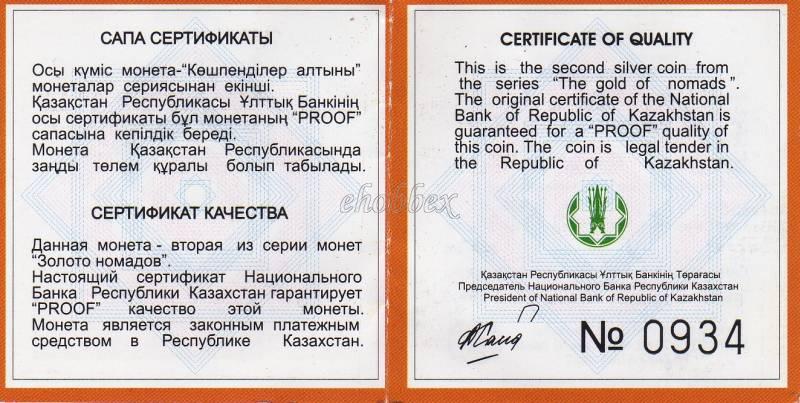 САПА СЕРТИФИКАТЫ
Осы күміс монета-“Көшпенділер алтыны”
монеталар сериясынан екінші.
Қазақстан Республикасы Ұлттық Банкінің
осы сертификаты бұл монетаның “PROOF”
сапасына кепілдік береді.
Монета Қазақстан Республикасында
заңды төлем құралы болып табылады.
СЕРТИФИКАТ КАЧЕСТВА
Данная монета - вторая из серии монет
“Золото номадов”.
Настоящий сертификат Национального
Банка Республики Казахстан гарантирует
“PROOF” качество этой монеты.
Монета является законным платежным
средством в Республике Казахстан.
CERTIFICATE OF QUALITY
This is the second silver coin from
the series “The gold of nomads”.
The original certificate of the National
Bank of Republic of Kazakhstan is
guaranteed for a “PROOF” quality of
this coin. The coin is legal tender in
the Republic of Kazakhstan.
Қазақстан Республикасы Ұлттық Банкінің Төрағасы
Председатель Национального Банка Республики Казахстан
President of National Bank of Republic of Kazakhstan
№ 0934
ehobbex